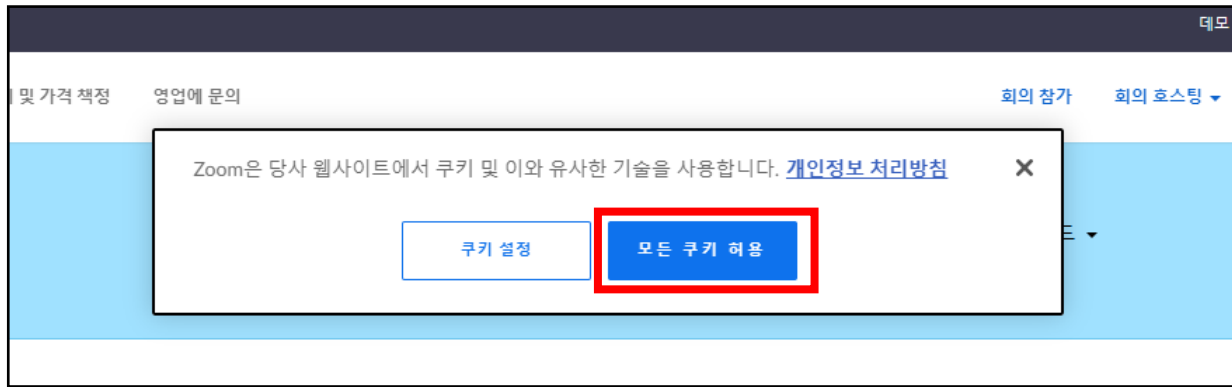 데모
및 가격 책정 영업에 문의 회의 참가 회의 호스팅
Zoom은 당사 웹사이트에서 쿠키 및 이와 유사한 기술을 사용합니다. 개인정보 처리방침
쿠키 설정 모든 쿠키 허용
드